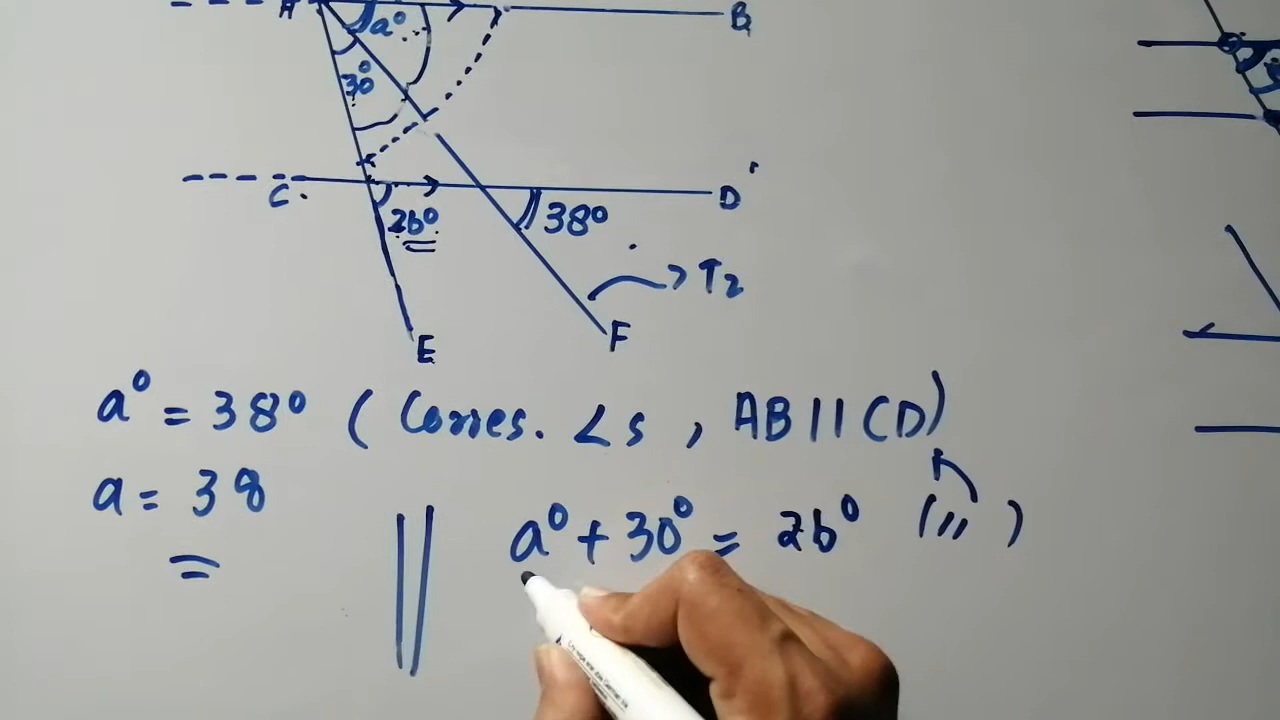 A a° B
30°
C D
2b° 38°
T2
E F
a° = 38° ( Corres. ∠s , AB || CD )
a = 38
a° + 30° = 2b° ( ,, )